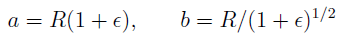 a = R(1 + ϵ), b = R/(1 + ϵ)^{1/2}